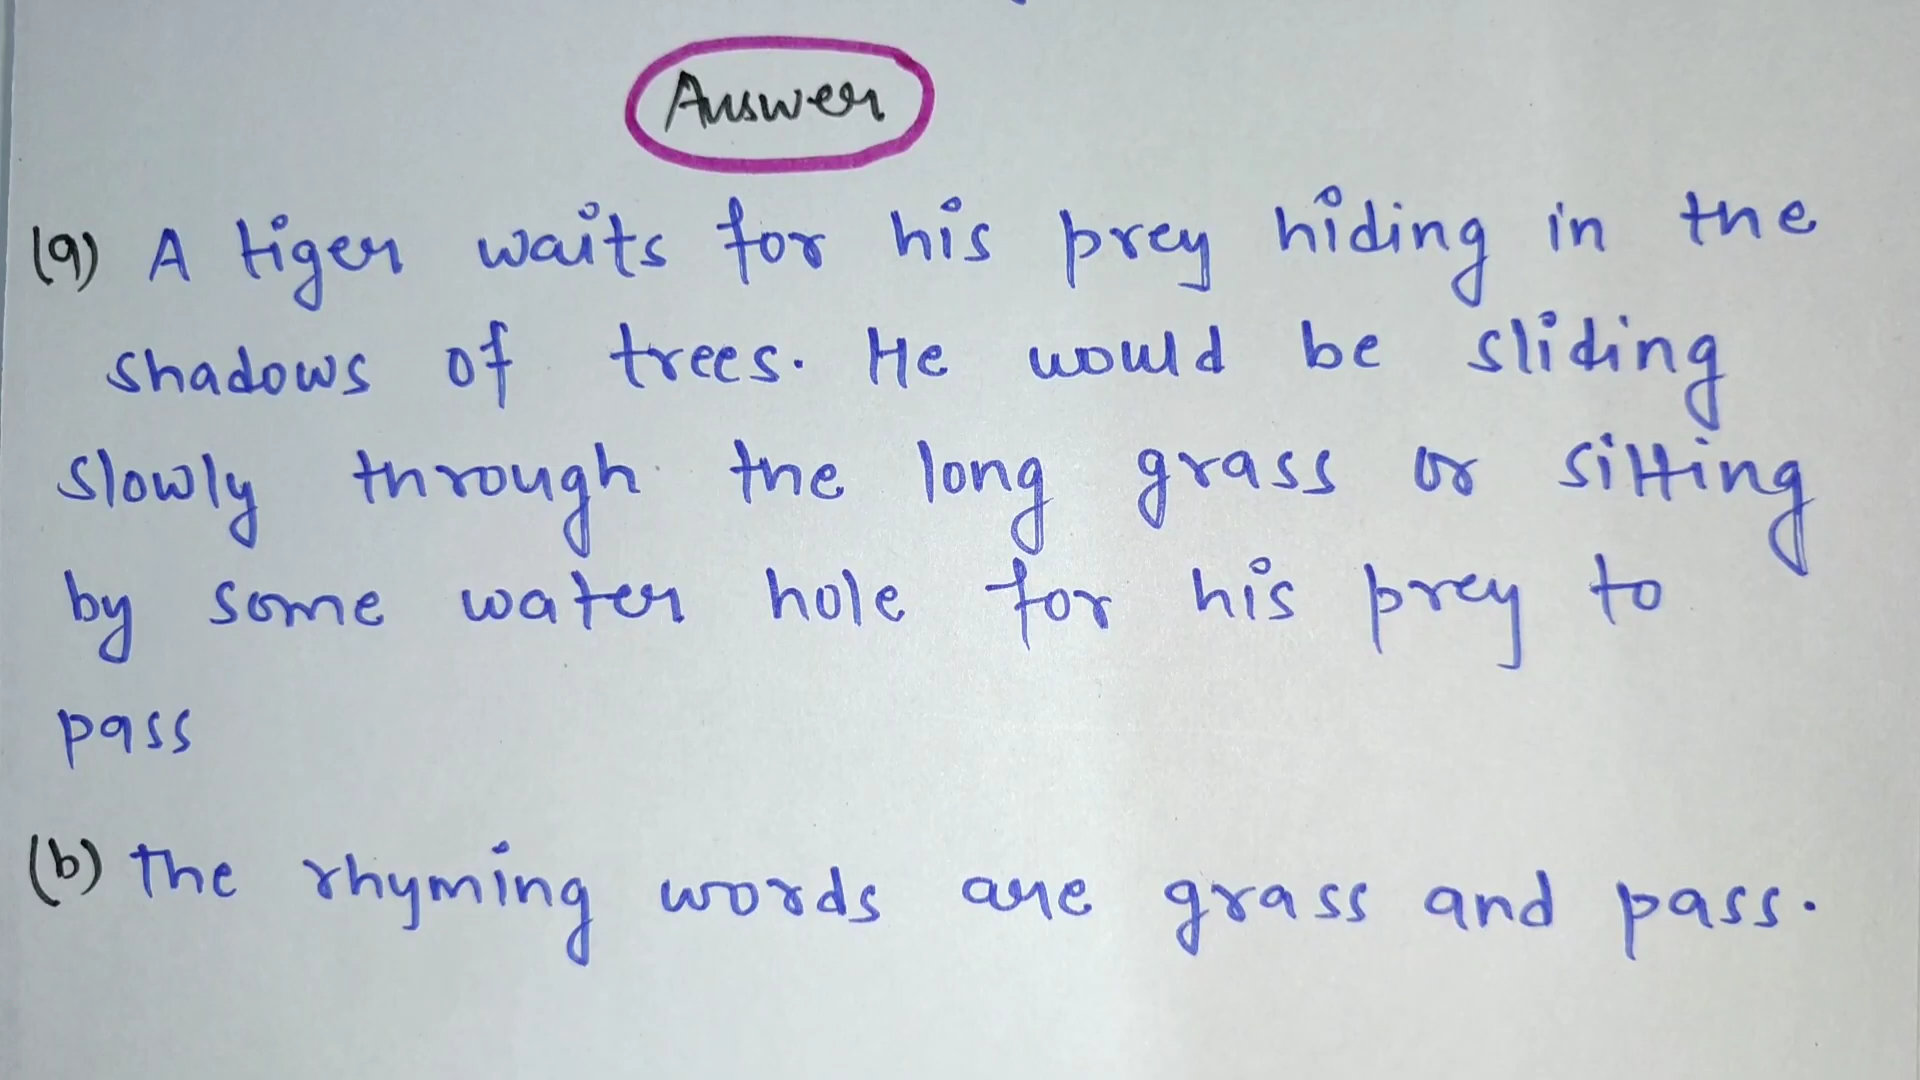 Answer
(a) A tiger waits for his prey hiding in the
shadows of trees. He would be sliding
slowly through the long grass or sitting
by some water hole for his prey to
pass
(b) The rhyming words are grass and pass.